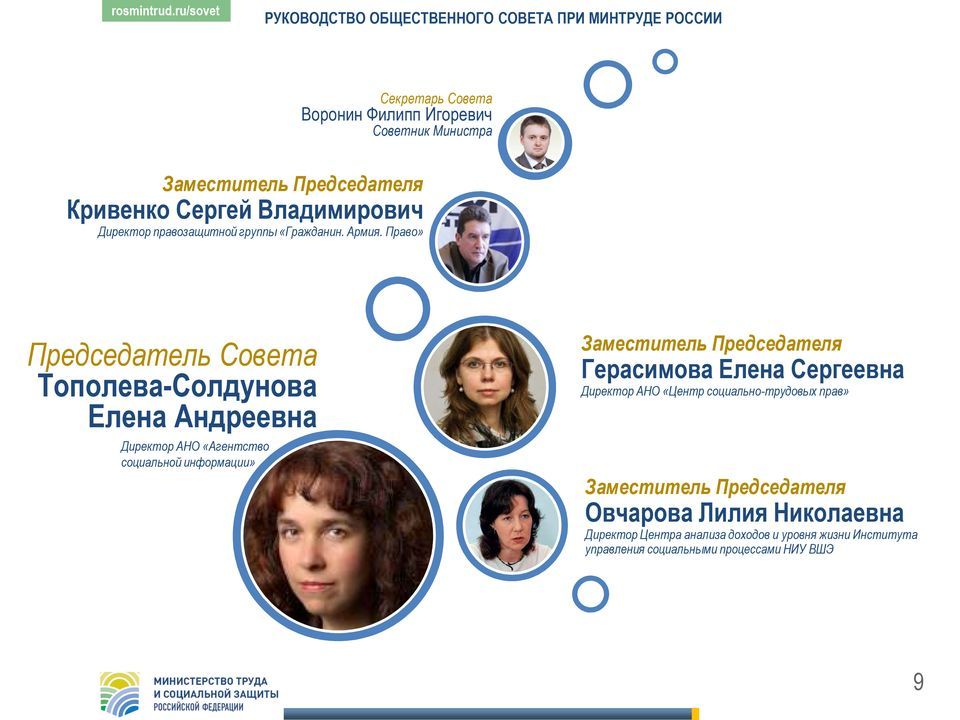 rosmintrud.ru/sovet
РУКОВОДСТВО ОБЩЕСТВЕННОГО СОВЕТА ПРИ МИНТРУДЕ РОССИИ
Секретарь Совета
Воронин Филипп Игоревич
Советник Министра
Заместитель Председателя
Кривенко Сергей Владимирович
Директор правозащитной группы «Гражданин. Армия. Право»
Председатель Совета
Тополева-Солдунова
Елена Андреевна
Директор АНО «Агентство
социальной информации»
Заместитель Председателя
Герасимова Елена Сергеевна
Директор АНО «Центр социально-трудовых прав»
Заместитель Председателя
Овчарова Лилия Николаевна
Директор Центра анализа доходов и уровня жизни Института
управления социальными процессами НИУ ВШЭ
МИНИСТЕРСТВО ТРУДА
И СОЦИАЛЬНОЙ ЗАЩИТЫ
РОССИЙСКОЙ ФЕДЕРАЦИИ
9